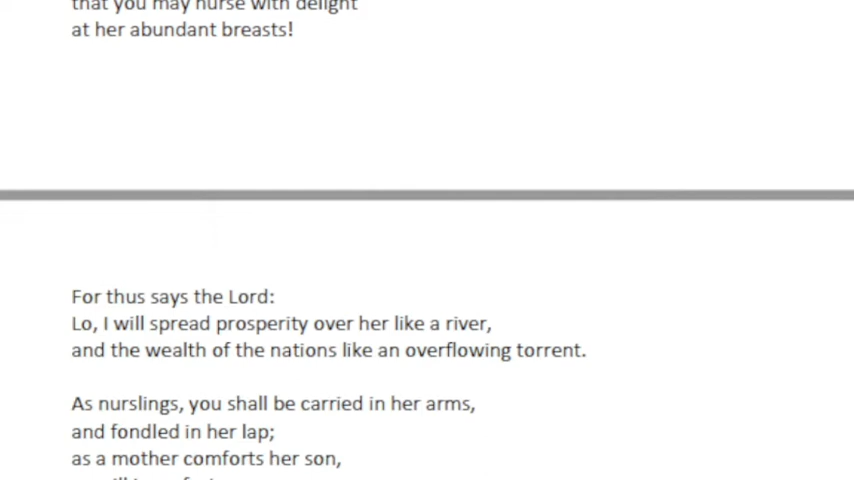 that you may nurse with delight
at her abundant breasts!
For thus says the Lord:
Lo, I will spread prosperity over her like a river,
and the wealth of the nations like an overflowing torrent.
As nurslings, you shall be carried in her arms,
and fondled in her lap;
as a mother comforts her son,